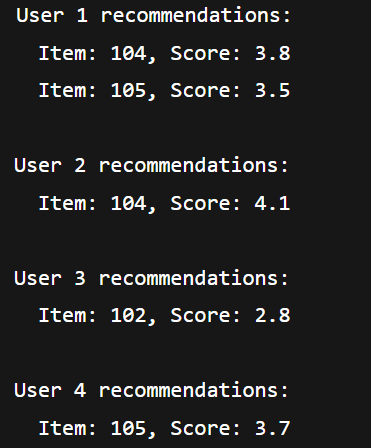 User 1 recommendations:
Item: 104, Score: 3.8
Item: 105, Score: 3.5
User 2 recommendations:
Item: 104, Score: 4.1
User 3 recommendations:
Item: 102, Score: 2.8
User 4 recommendations:
Item: 105, Score: 3.7